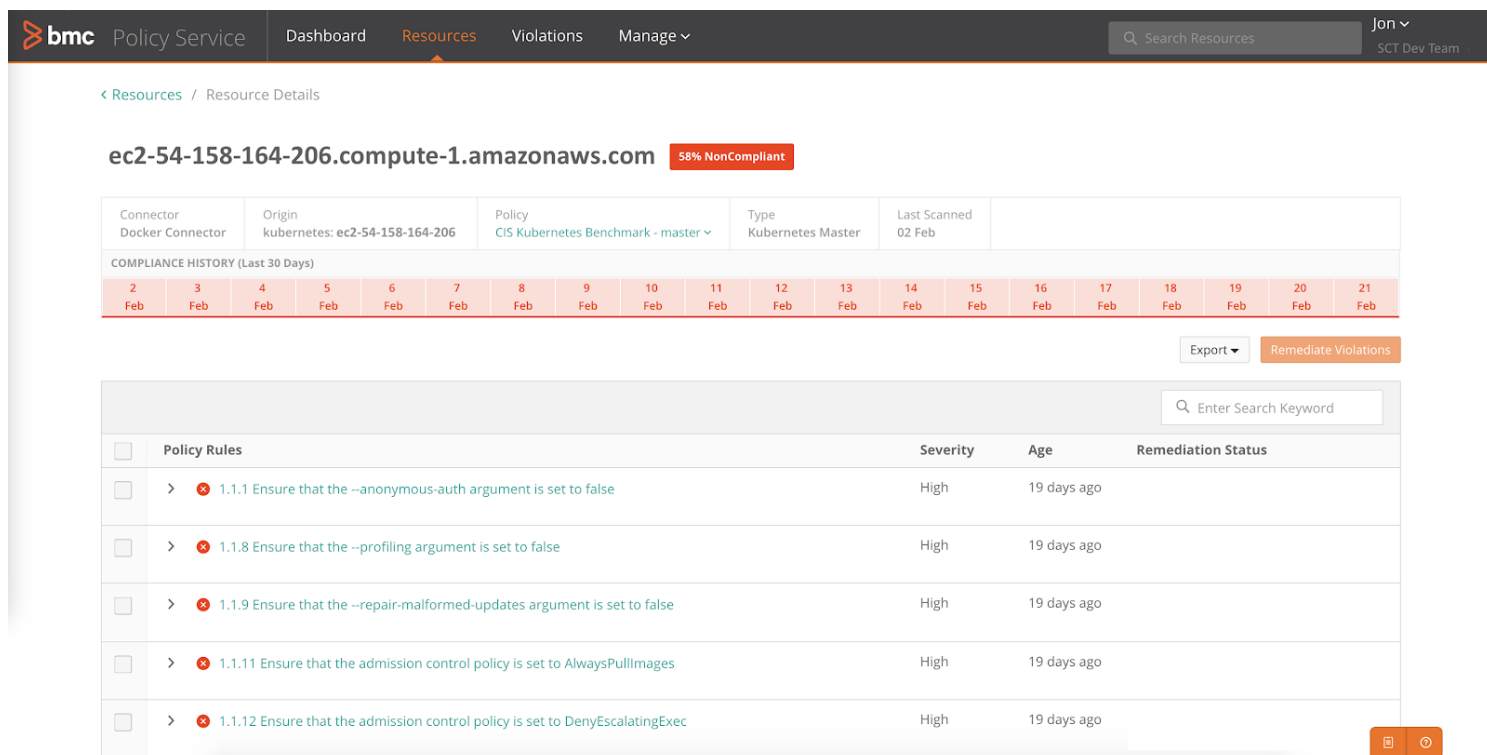 bmc Policy Service Dashboard Resources Violations Manage Search Resources Jon
SCT Dev Team
Resources / Resource Details
ec2-54-158-164-206.compute-1.amazonaws.com 58% NonCompliant
Connector Origin Policy Type Last Scanned
Docker Connector kubernetes: ec2-54-158-164-206 CIS Kubernetes Benchmark - master Kubernetes Master 02 Feb
COMPLIANCE HISTORY (Last 30 Days)
2 3 4 5 6 7 8 9 10 11 12 13 14 15 16 17 18 19 20 21
Feb Feb Feb Feb Feb Feb Feb Feb Feb Feb Feb Feb Feb Feb Feb Feb Feb Feb Feb Feb
Export Remediate Violations
Enter Search Keyword
Policy Rules Severity Age Remediation Status
1.1.1 Ensure that the --anonymous-auth argument is set to false High 19 days ago
1.1.8 Ensure that the --profiling argument is set to false High 19 days ago
1.1.9 Ensure that the --repair-malformed-updates argument is set to false High 19 days ago
1.1.11 Ensure that the admission control policy is set to AlwaysPullImages High 19 days ago
1.1.12 Ensure that the admission control policy is set to DenyEscalatingExec High 19 days ago